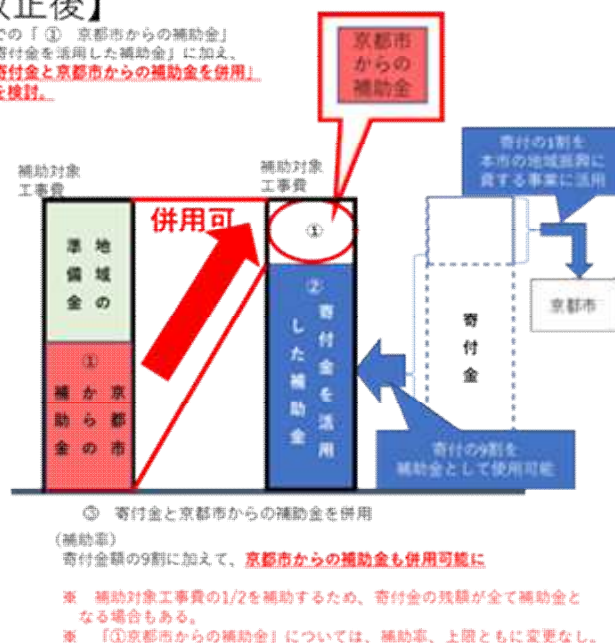 改正後】
での「 ① 京都市からの補助金」
寄付金を活用した補助金」に加え、
寄付金と京都市からの補助金を併用」
を検討。
京都市
からの
補助金
補助対象
工事費
補助対象
工事費
寄付の1割を
本市の地域振興に
資する事業に活用
併用可
①
地域の
準備金
②
寄付金を活用
した補助金
寄付金
京都市
①
京都市
からの
補助金
寄付の9割を
補助金として使用可能
③ 寄付金と京都市からの補助金を併用
（補助率）
寄付金額の9割に加えて、京都市からの補助金も併用可能に
※ 補助対象工事費の1/2を補助するため、寄付金の残額が全て補助金と
なる場合もある。
※ 「①京都市からの補助金」については、補助率、上限ともに変更なし。